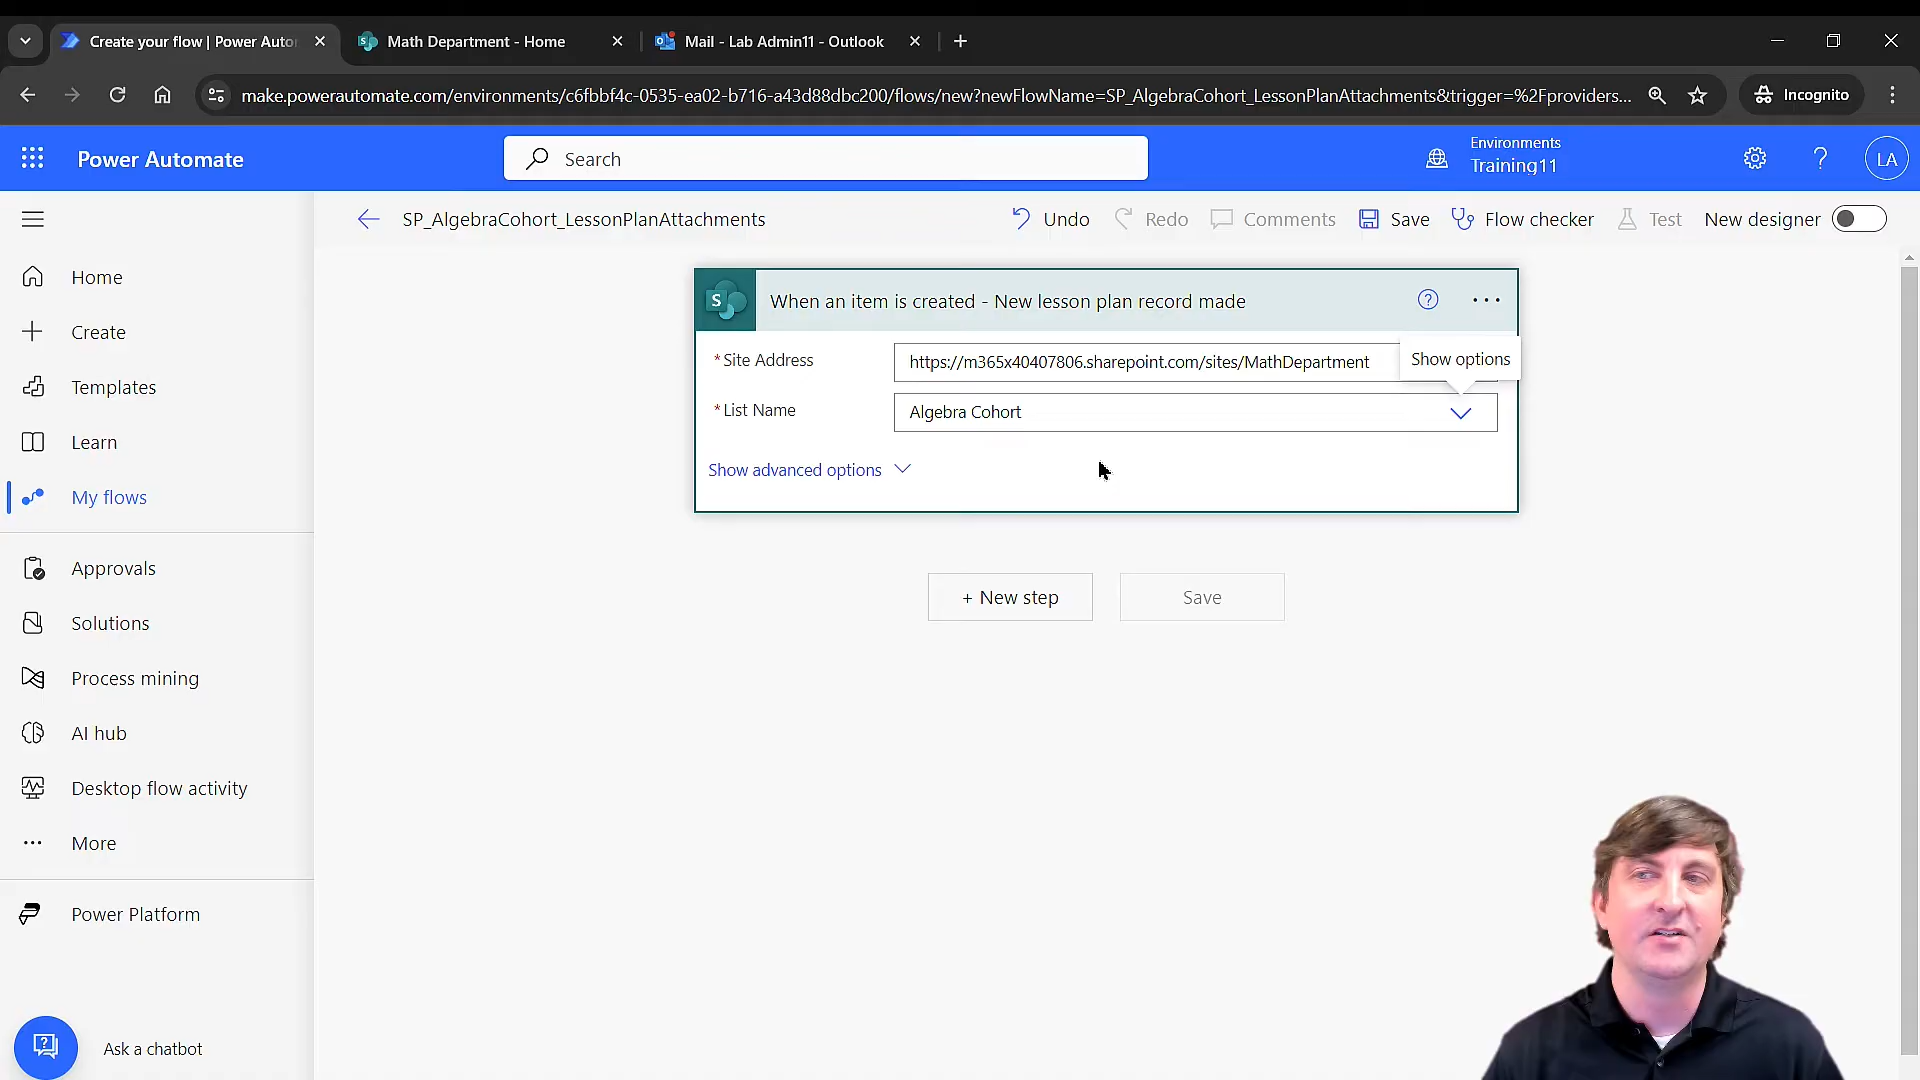 Create your flow | Power Auto
Math Department - Home
Mail - Lab Admin11 - Outlook
make.powerautomate.com/environments/c6fbbf4c-0535-ea02-b716-a43d88dbc200/flows/new?newFlowName=SP_AlgebraCohort_LessonPlanAttachments&trigger=%2Fproviders...
Incognito
Power Automate
Search
Environments
Training11
LA
SP_AlgebraCohort_LessonPlanAttachments
Undo
Redo
Comments
Save
Flow checker
Test
New designer
Home
Create
Templates
Learn
My flows
Approvals
Solutions
Process mining
AI hub
Desktop flow activity
More
Power Platform
Ask a chatbot
S
When an item is created - New lesson plan record made
* Site Address
https://m365x40407806.sharepoint.com/sites/MathDepartment
Show options
* List Name
Algebra Cohort
Show advanced options
+ New step
Save